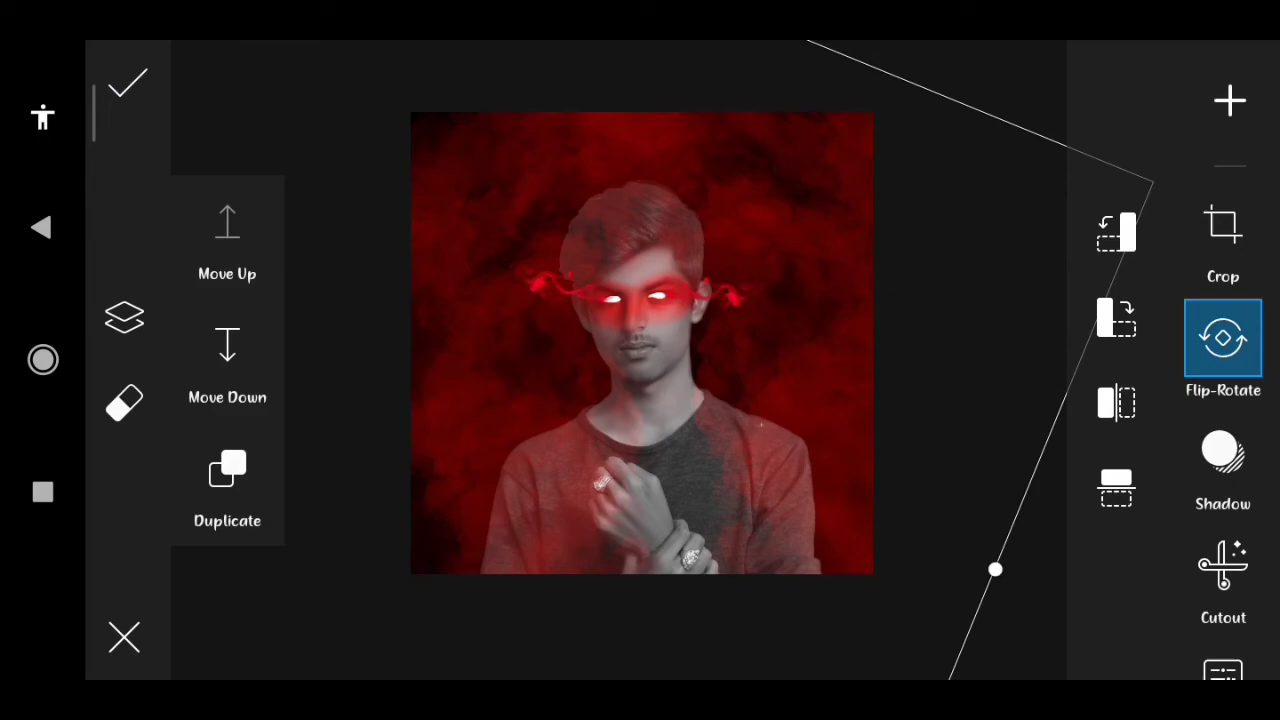 Move Up
Move Down
Duplicate
Crop
Flip-Rotate
Shadow
Cutout